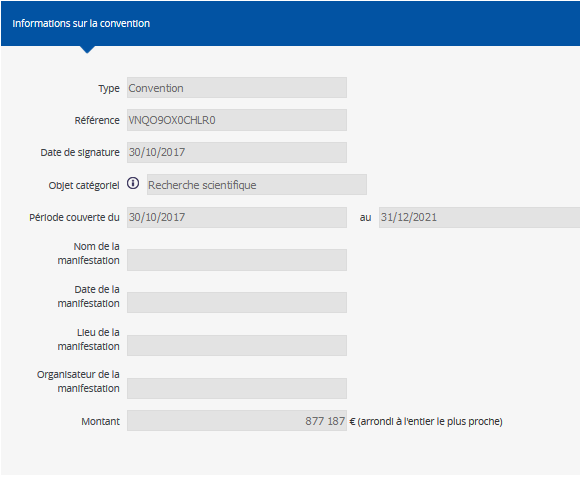 Informations sur la convention
Type Convention
Référence VNQO9OX0CHLR0
Date de signature 30/10/2017
Objet catégoriel Recherche scientifique
Période couverte du 30/10/2017 au 31/12/2021
Nom de la
manifestation
Date de la
manifestation
Lieu de la
manifestation
Organisateur de la
manifestation
Montant 877 187 € (arrondi à l'entier le plus proche)